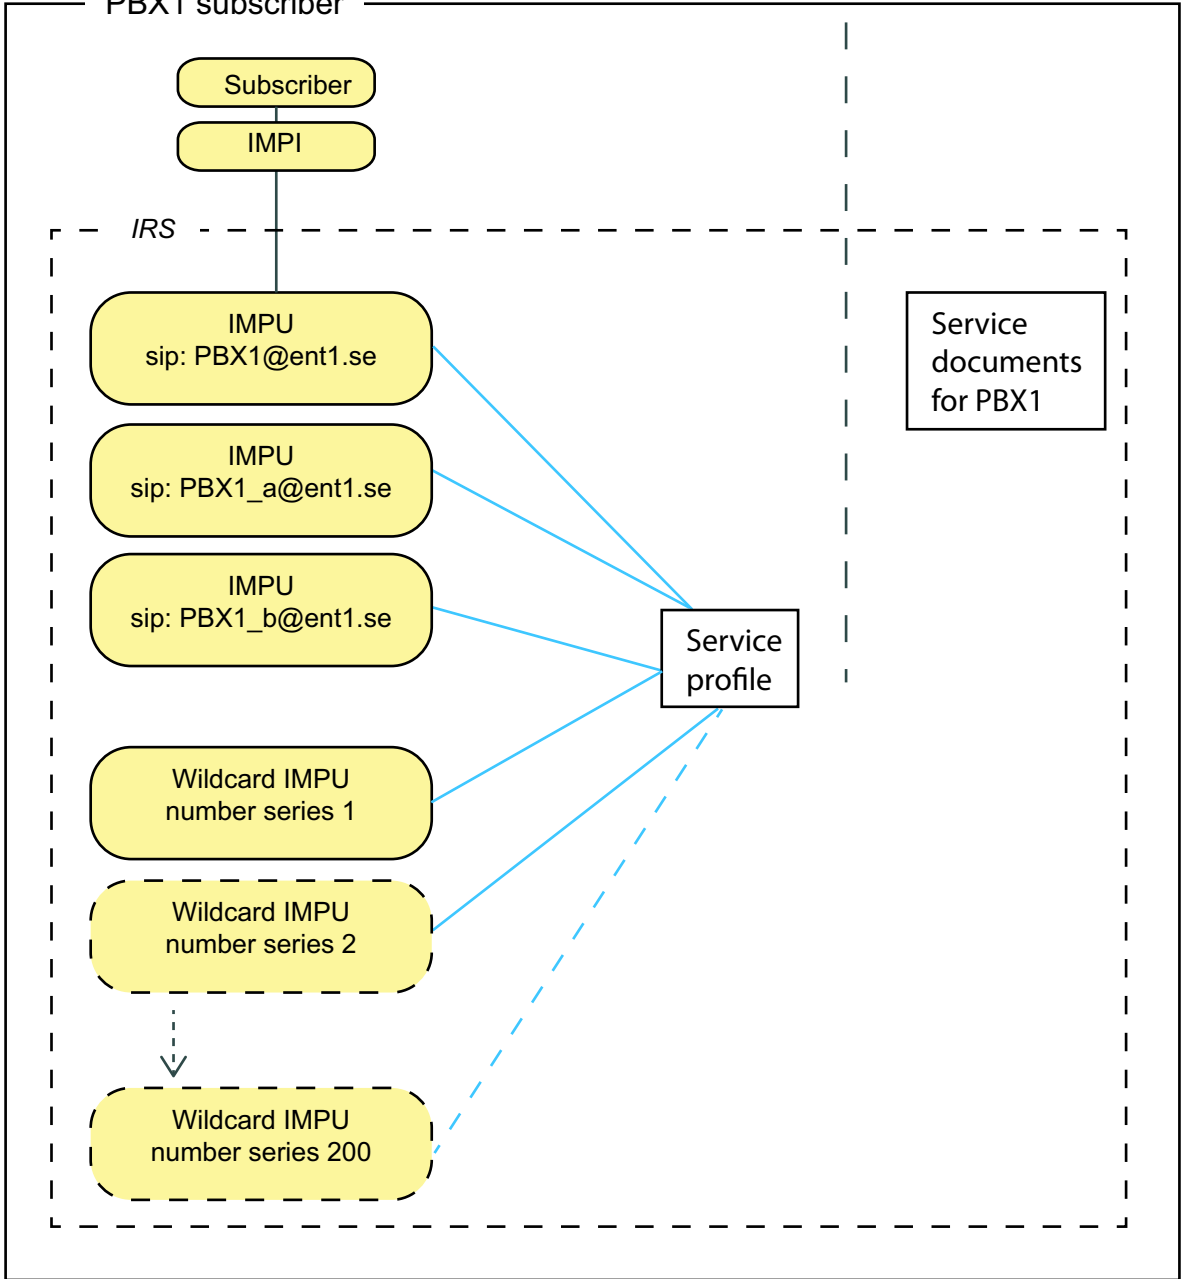 PBX1 subscriber
Subscriber
IMPI
IRS
IMPU
sip: PBX1@ent1.se
Service
documents
for PBX1
IMPU
sip: PBX1_a@ent1.se
IMPU
sip: PBX1_b@ent1.se
Service
profile
Wildcard IMPU
number series 1
Wildcard IMPU
number series 2
Wildcard IMPU
number series 200